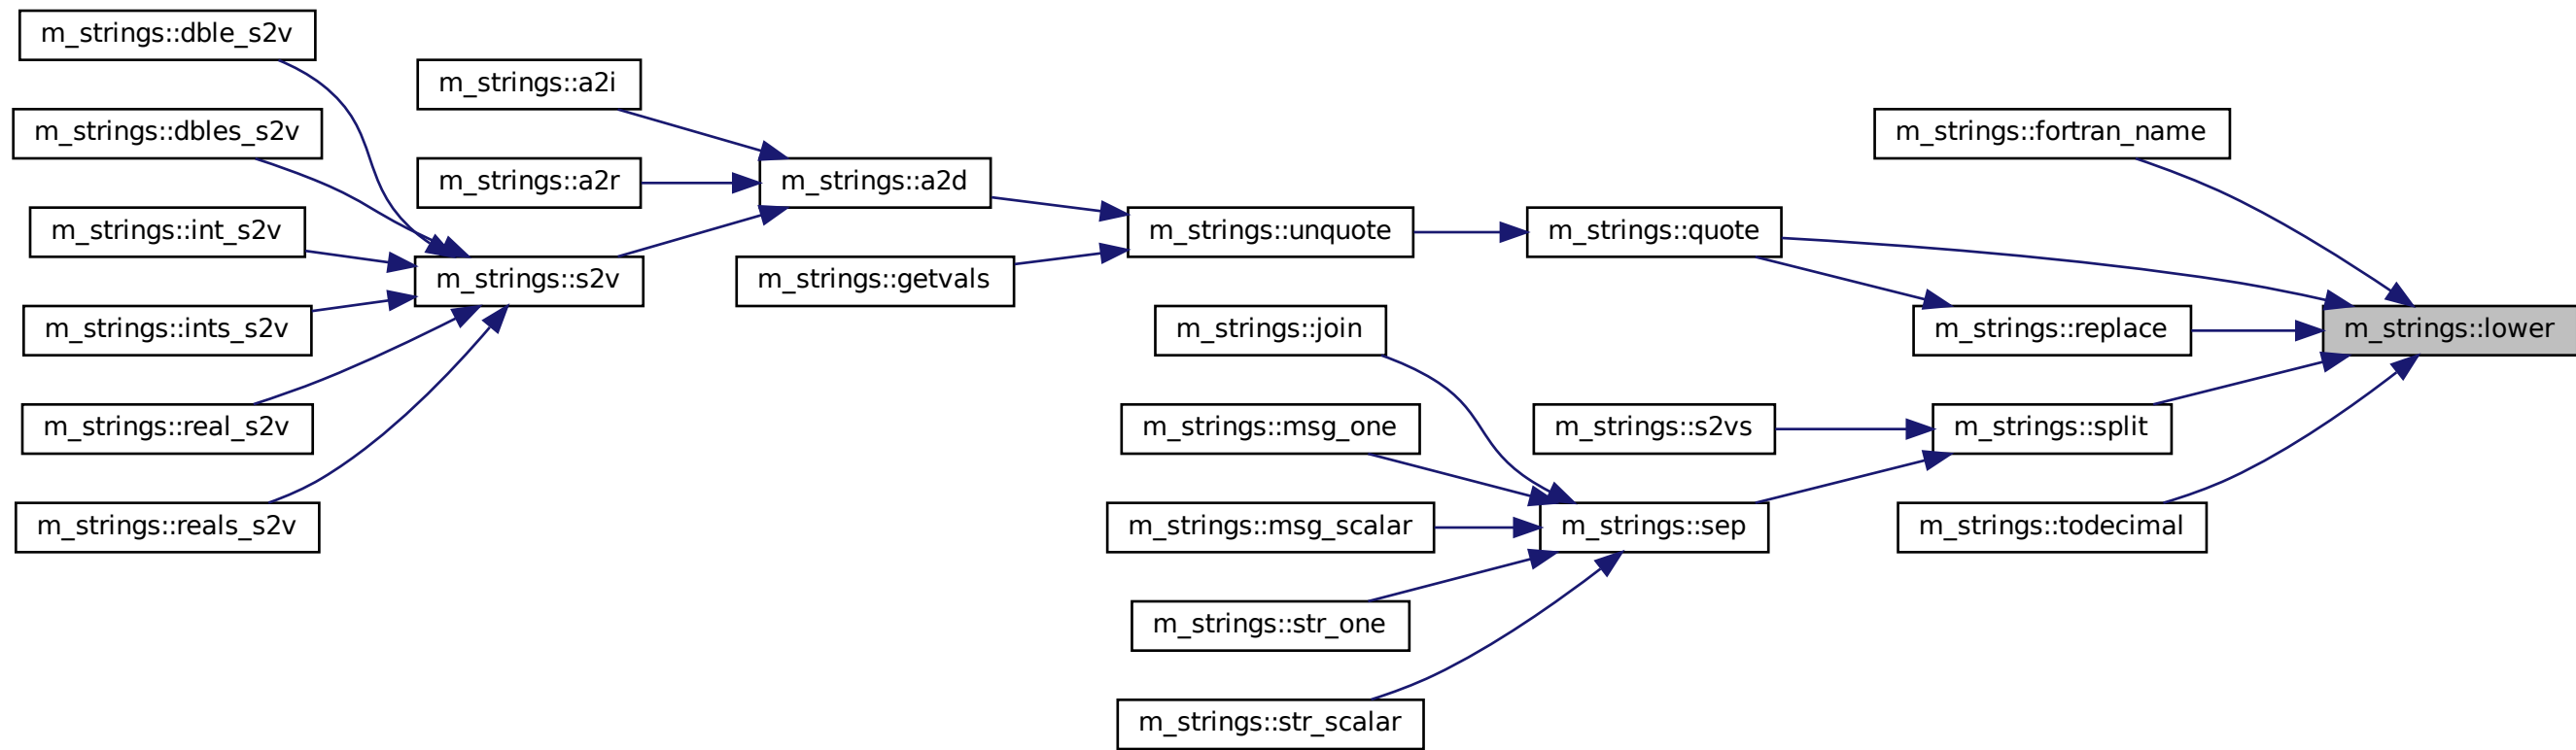 m_strings::dble_s2v
m_strings::dbles_s2v
m_strings::int_s2v
m_strings::ints_s2v
m_strings::real_s2v
m_strings::reals_s2v
m_strings::a2i
m_strings::a2r
m_strings::s2v
m_strings::a2d
m_strings::getvals
m_strings::unquote
m_strings::join
m_strings::msg_one
m_strings::msg_scalar
m_strings::str_one
m_strings::str_scalar
m_strings::quote
m_strings::s2vs
m_strings::sep
m_strings::fortran_name
m_strings::replace
m_strings::split
m_strings::todecimal
m_strings::lower